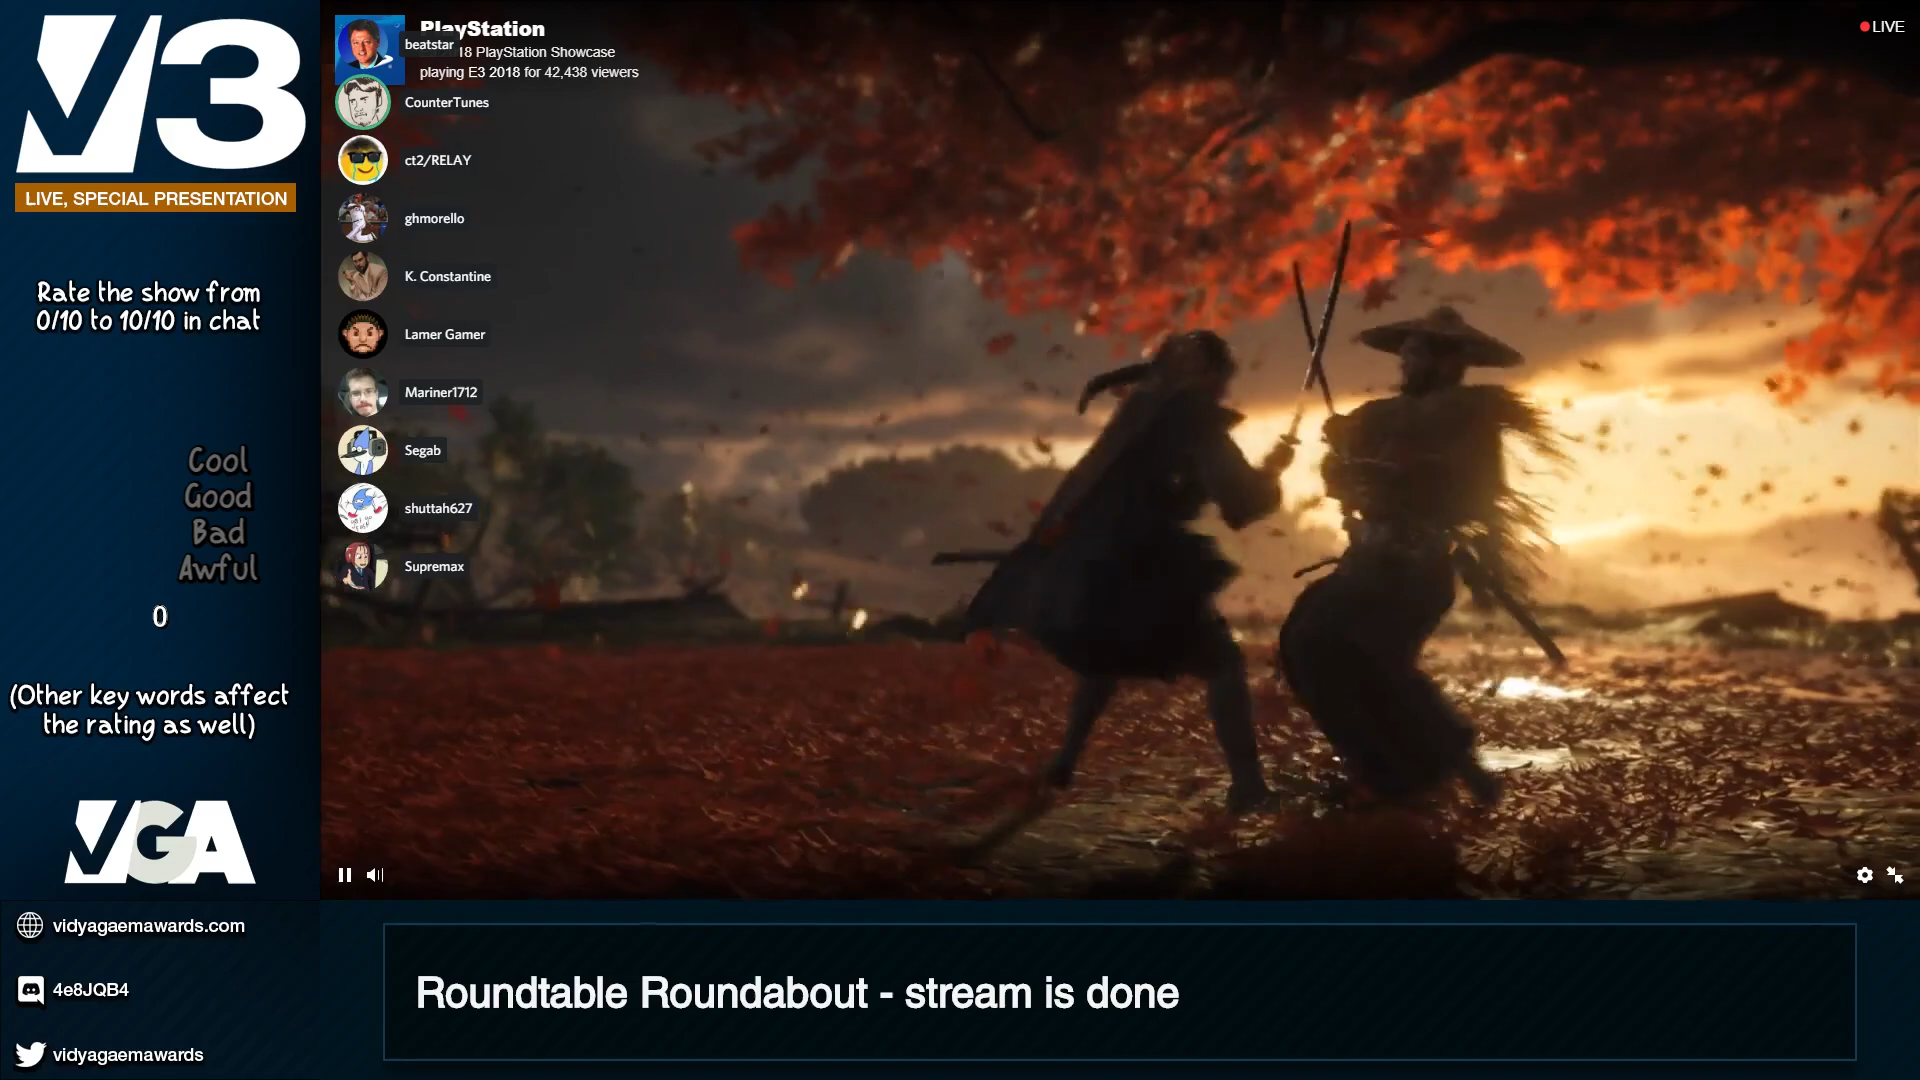 V3
LIVE, SPECIAL PRESENTATION
Rate the show from
0/10 to 10/10 in chat
Cool
Good
Bad
Awful
0
(Other key words affect
the rating as well)
VGA
vidyagaemawards.com
4e8JQB4
vidyagaemawards
PlayStation
18 PlayStation Showcase
playing E3 2018 for 42,438 viewers
LIVE
beatstar
CounterTunes
ct2/RELAY
ghmorello
K. Constantine
Lamer Gamer
Mariner1712
Segab
shuttah627
Supremax
Roundtable Roundabout - stream is done